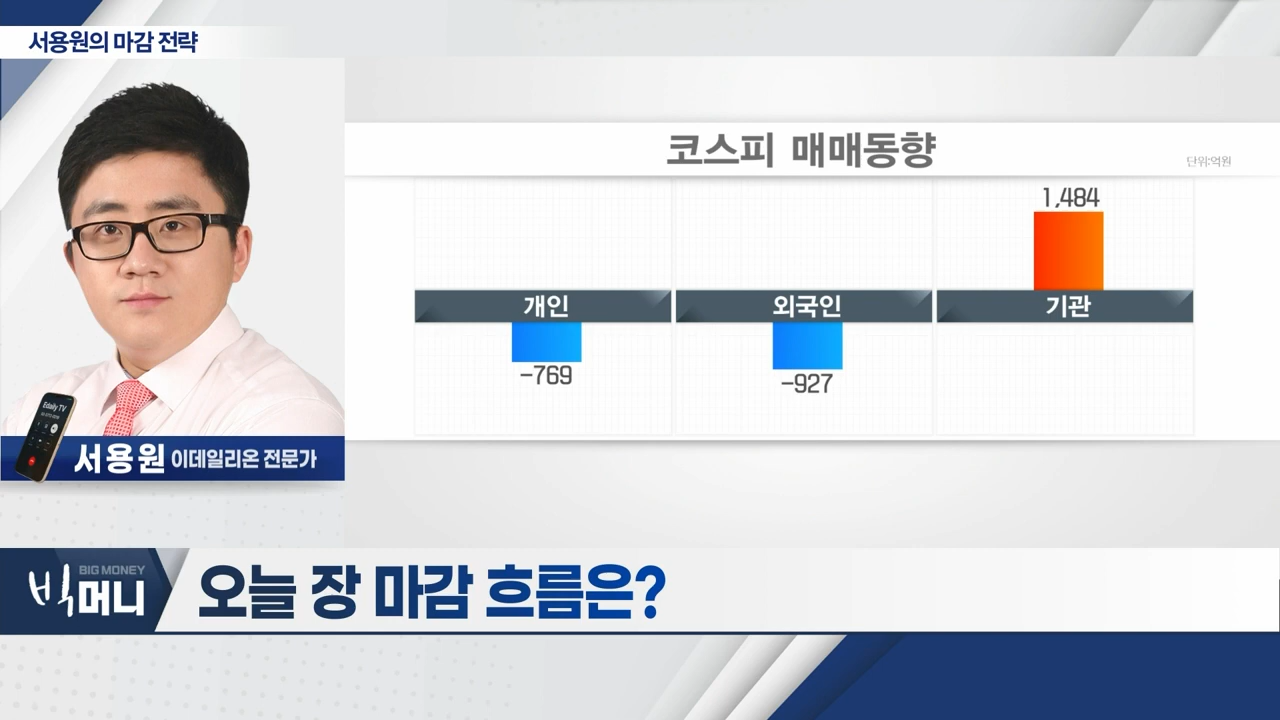 서용원의 마감 전략
코스피 매매동향
단위:억원
1,484
개인
외국인
기관
-769
-927
Edaily TV
서용원 이데일리온 전문가
BIG MONEY
빅머니
오늘 장 마감 흐름은?